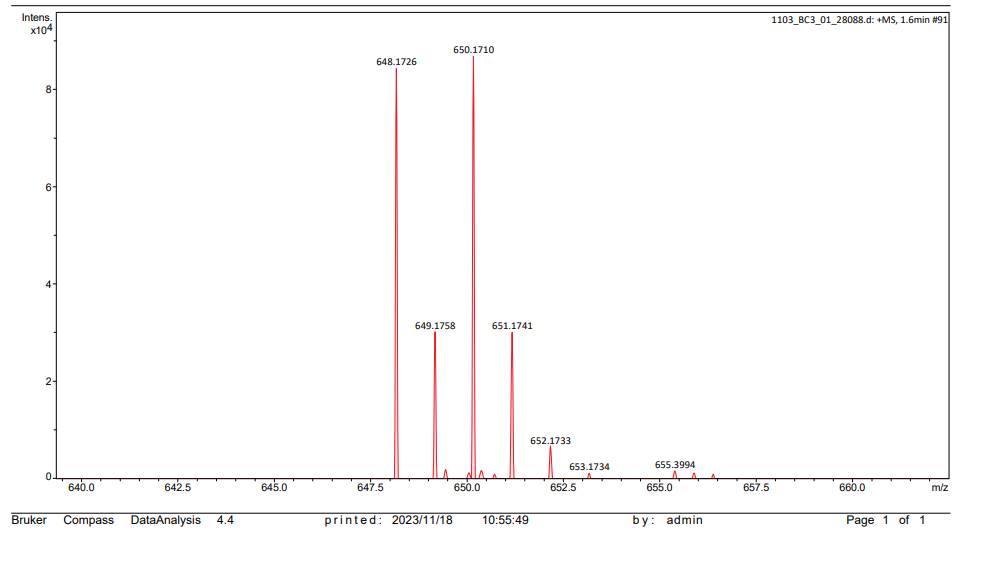 Intens.
x10⁴
1103_BC3_01_28088.d: +MS, 1.6min #91
650.1710
648.1726
8
6
4
649.1758
651.1741
2
652.1733
653.1734
655.3994
0
640.0 642.5 645.0 647.5 650.0 652.5 655.0 657.5 660.0 m/z
Bruker Compass DataAnalysis 4.4 printed: 2023/11/18 10:55:49 by: admin Page 1 of 1